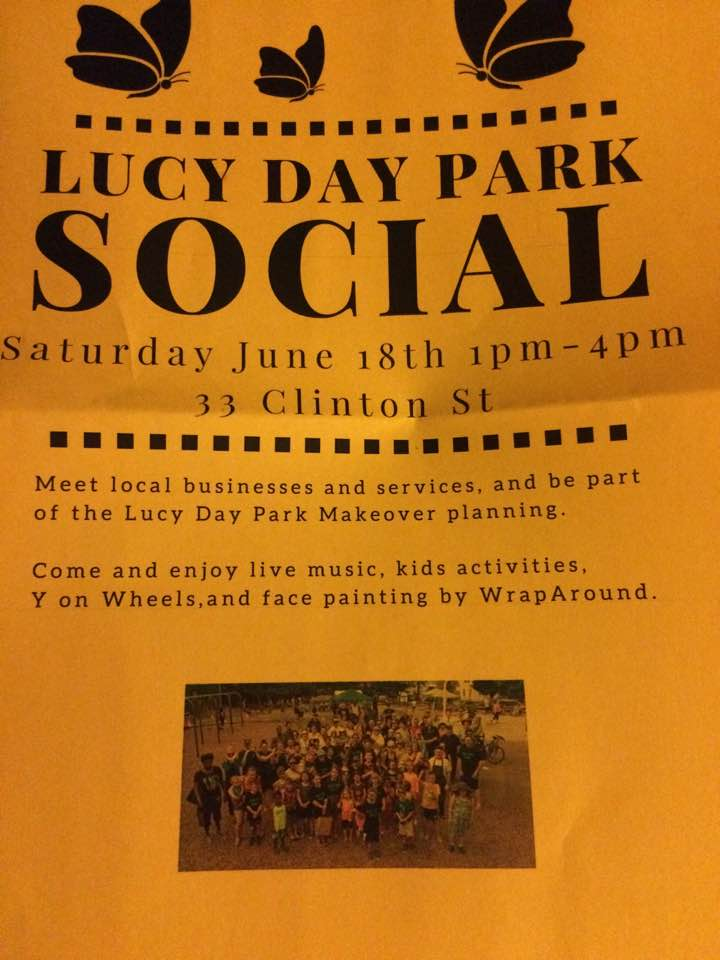 LUCY DAY PARK
SOCIAL
Saturday June 18th 1pm-4pm
33 Clinton St
Meet local businesses and services, and be part
of the Lucy Day Park Makeover planning.
Come and enjoy live music, kids activities,
Y on Wheels,and face painting by WrapAround.